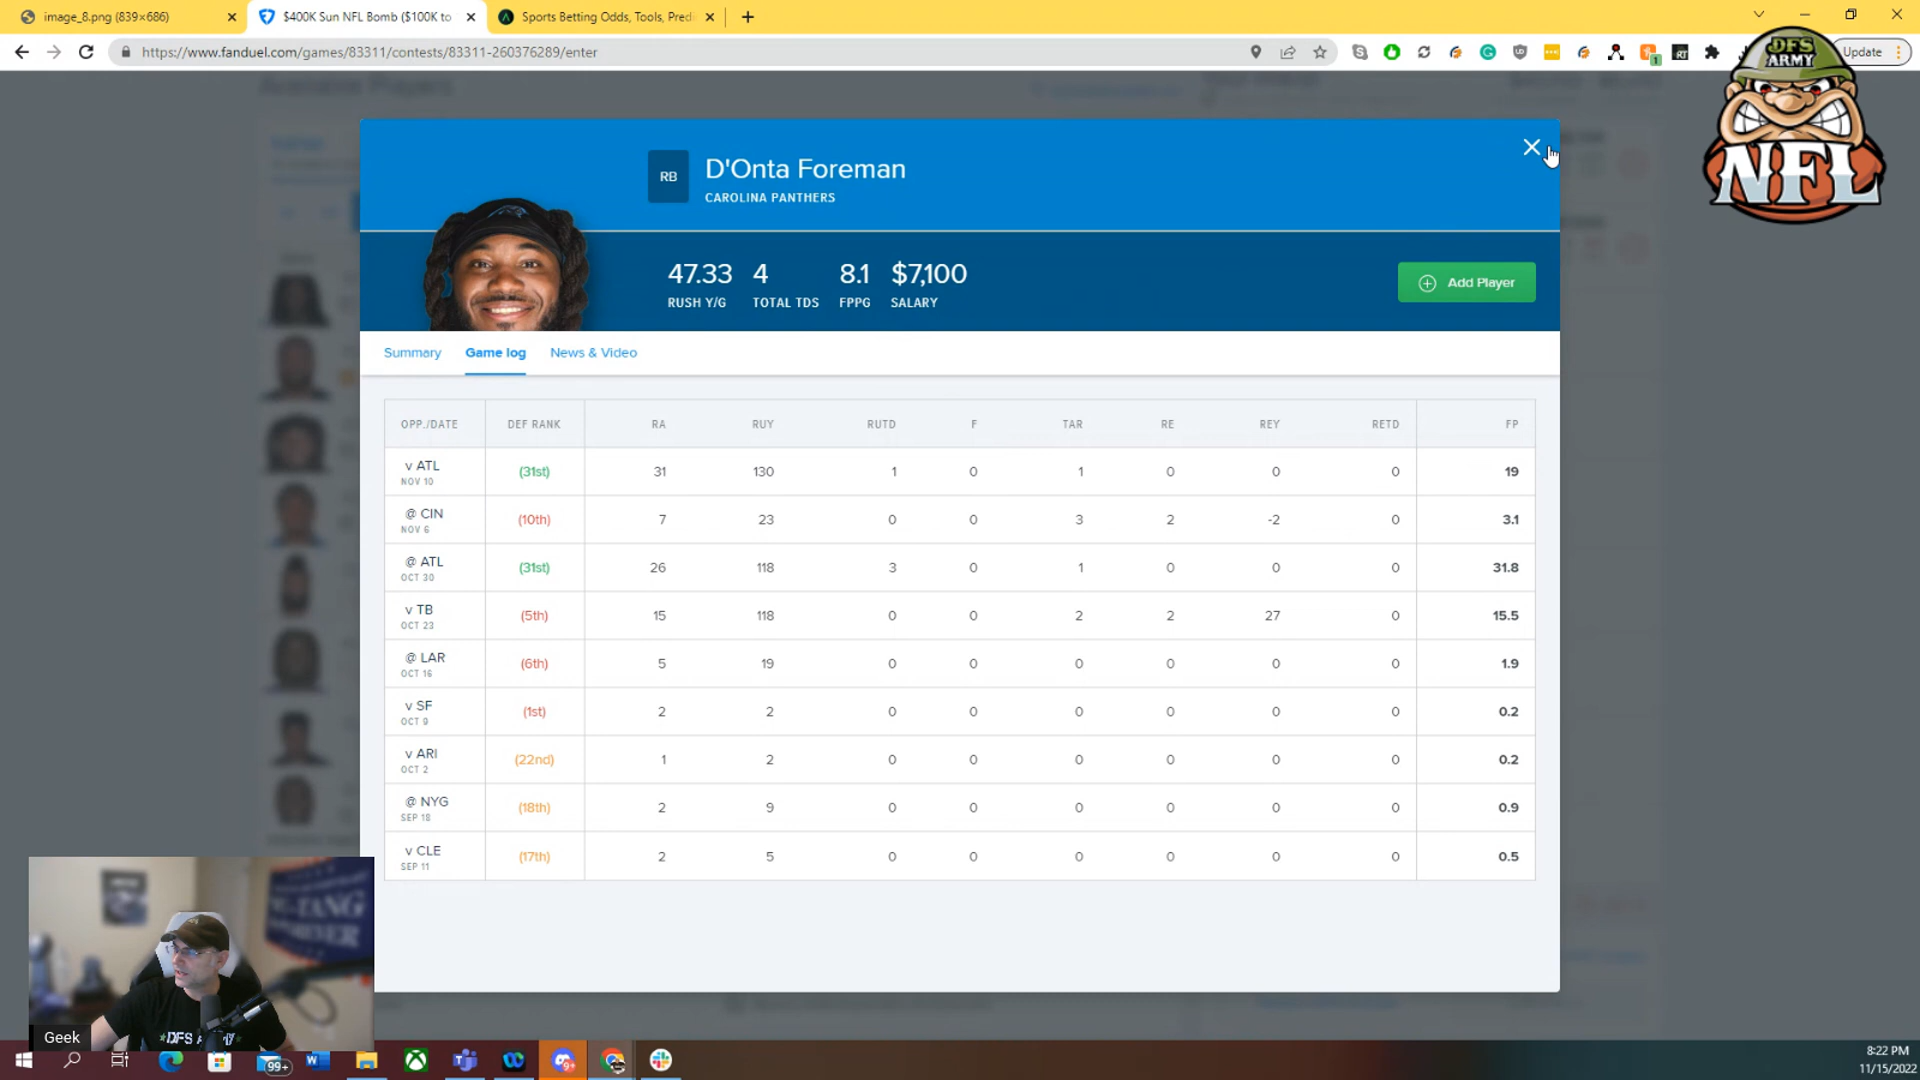 image_8.png (839×686)
$400K Sun NFL Bomb ($100K to
Sports Betting Odds, Tools, Predi
https://www.fanduel.com/games/83311/contests/83311-260376289/enter
Update
DFS
ARMY
NFL
Available Players
RB
D'Onta Foreman
CAROLINA PANTHERS
47.33 4 8.1 $7,100
RUSH Y/G TOTAL TDS FPPG SALARY
Add Player
Summary Game log News & Video
OPP./DATE DEF RANK RA RUY RUTD F TAR RE REY RETD FP
v ATL (31st) 31 130 1 0 1 0 0 0 19
NOV 10
@ CIN (10th) 7 23 0 0 3 2 -2 0 3.1
NOV 6
@ ATL (31st) 26 118 3 0 1 0 0 0 31.8
OCT 30
v TB (5th) 15 118 0 0 2 2 27 0 15.5
OCT 23
@ LAR (6th) 5 19 0 0 0 0 0 0 1.9
OCT 16
v SF (1st) 2 2 0 0 0 0 0 0 0.2
OCT 9
v ARI (22nd) 1 2 0 0 0 0 0 0 0.2
OCT 2
@ NYG (18th) 2 9 0 0 0 0 0 0 0.9
SEP 18
v CLE (17th) 2 5 0 0 0 0 0 0 0.5
SEP 11
Geek
99+
8:22 PM
11/15/2022